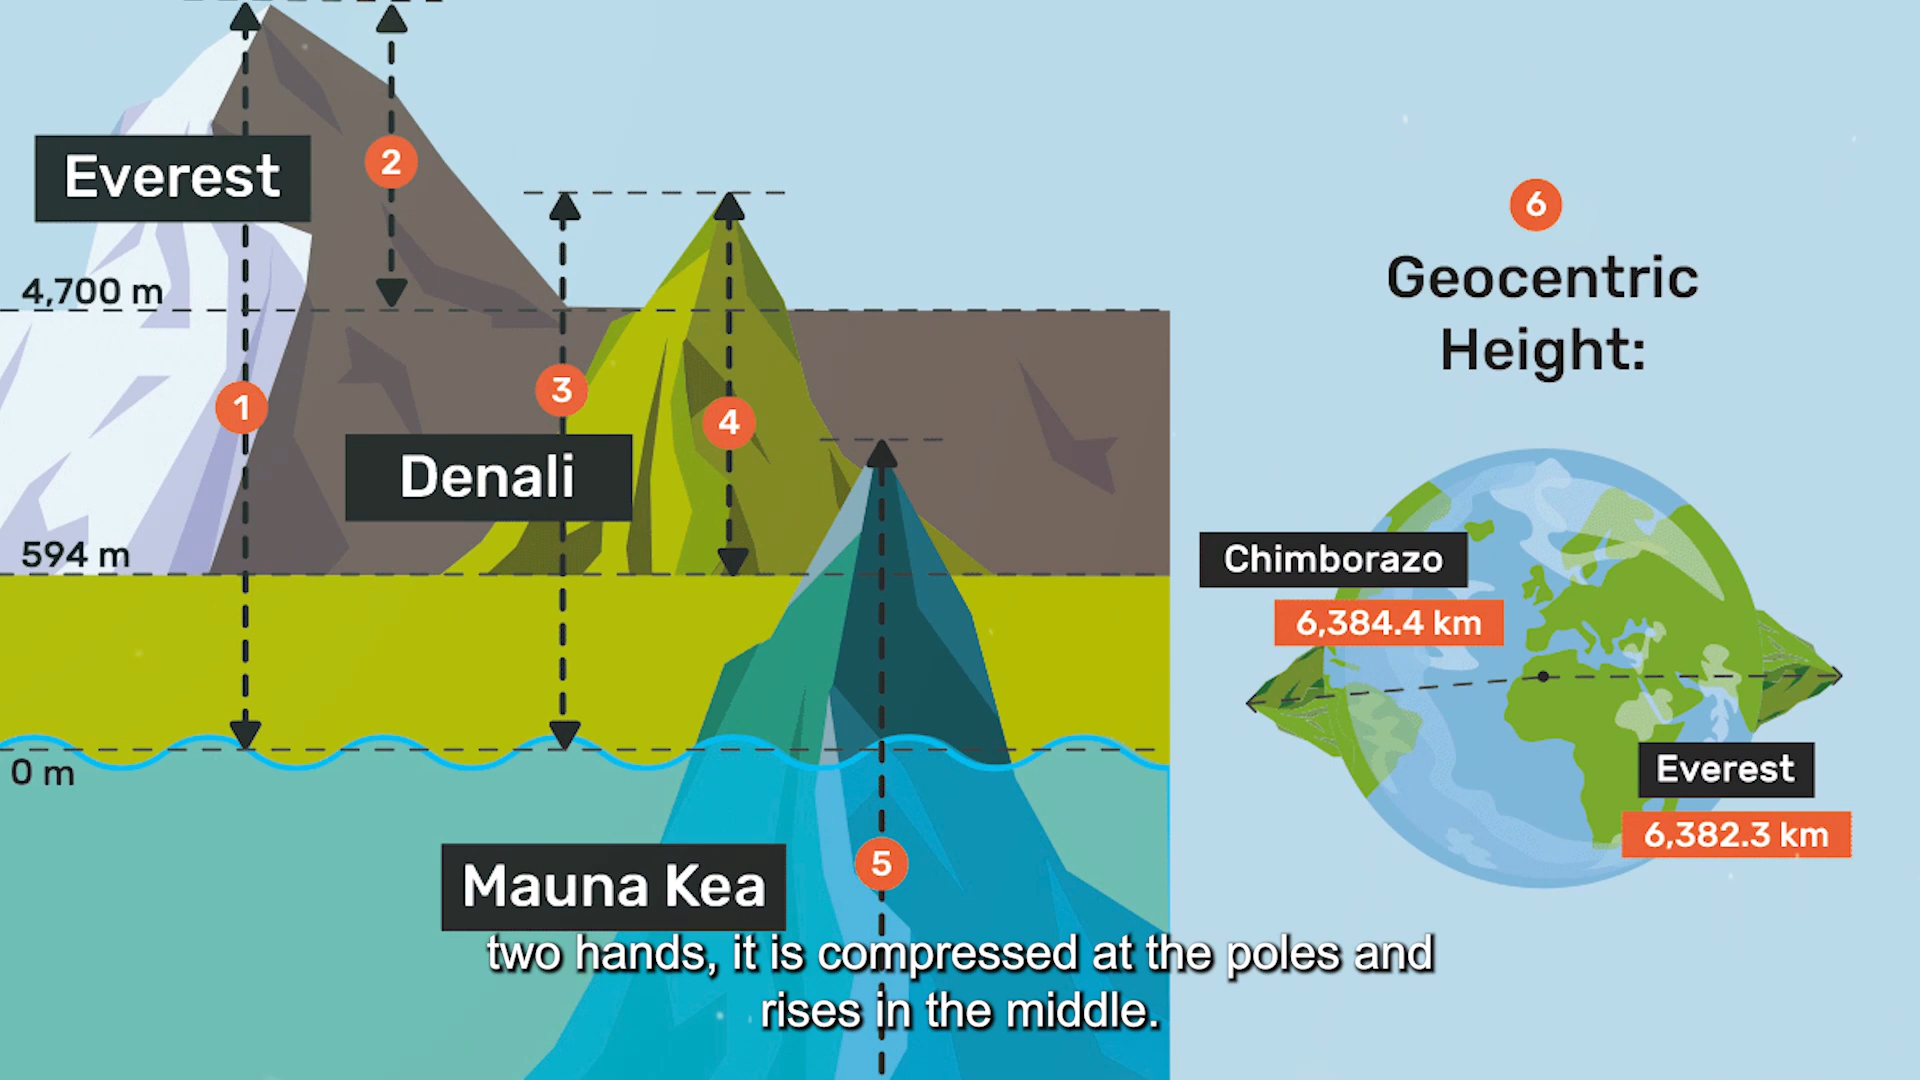 Everest
2
4,700 m
1
3
4
Denali
594 m
0 m
Mauna Kea
5
6
Geocentric
Height:
Chimborazo
6,384.4 km
Everest
6,382.3 km
two hands, it is compressed at the poles and
rises in the middle.